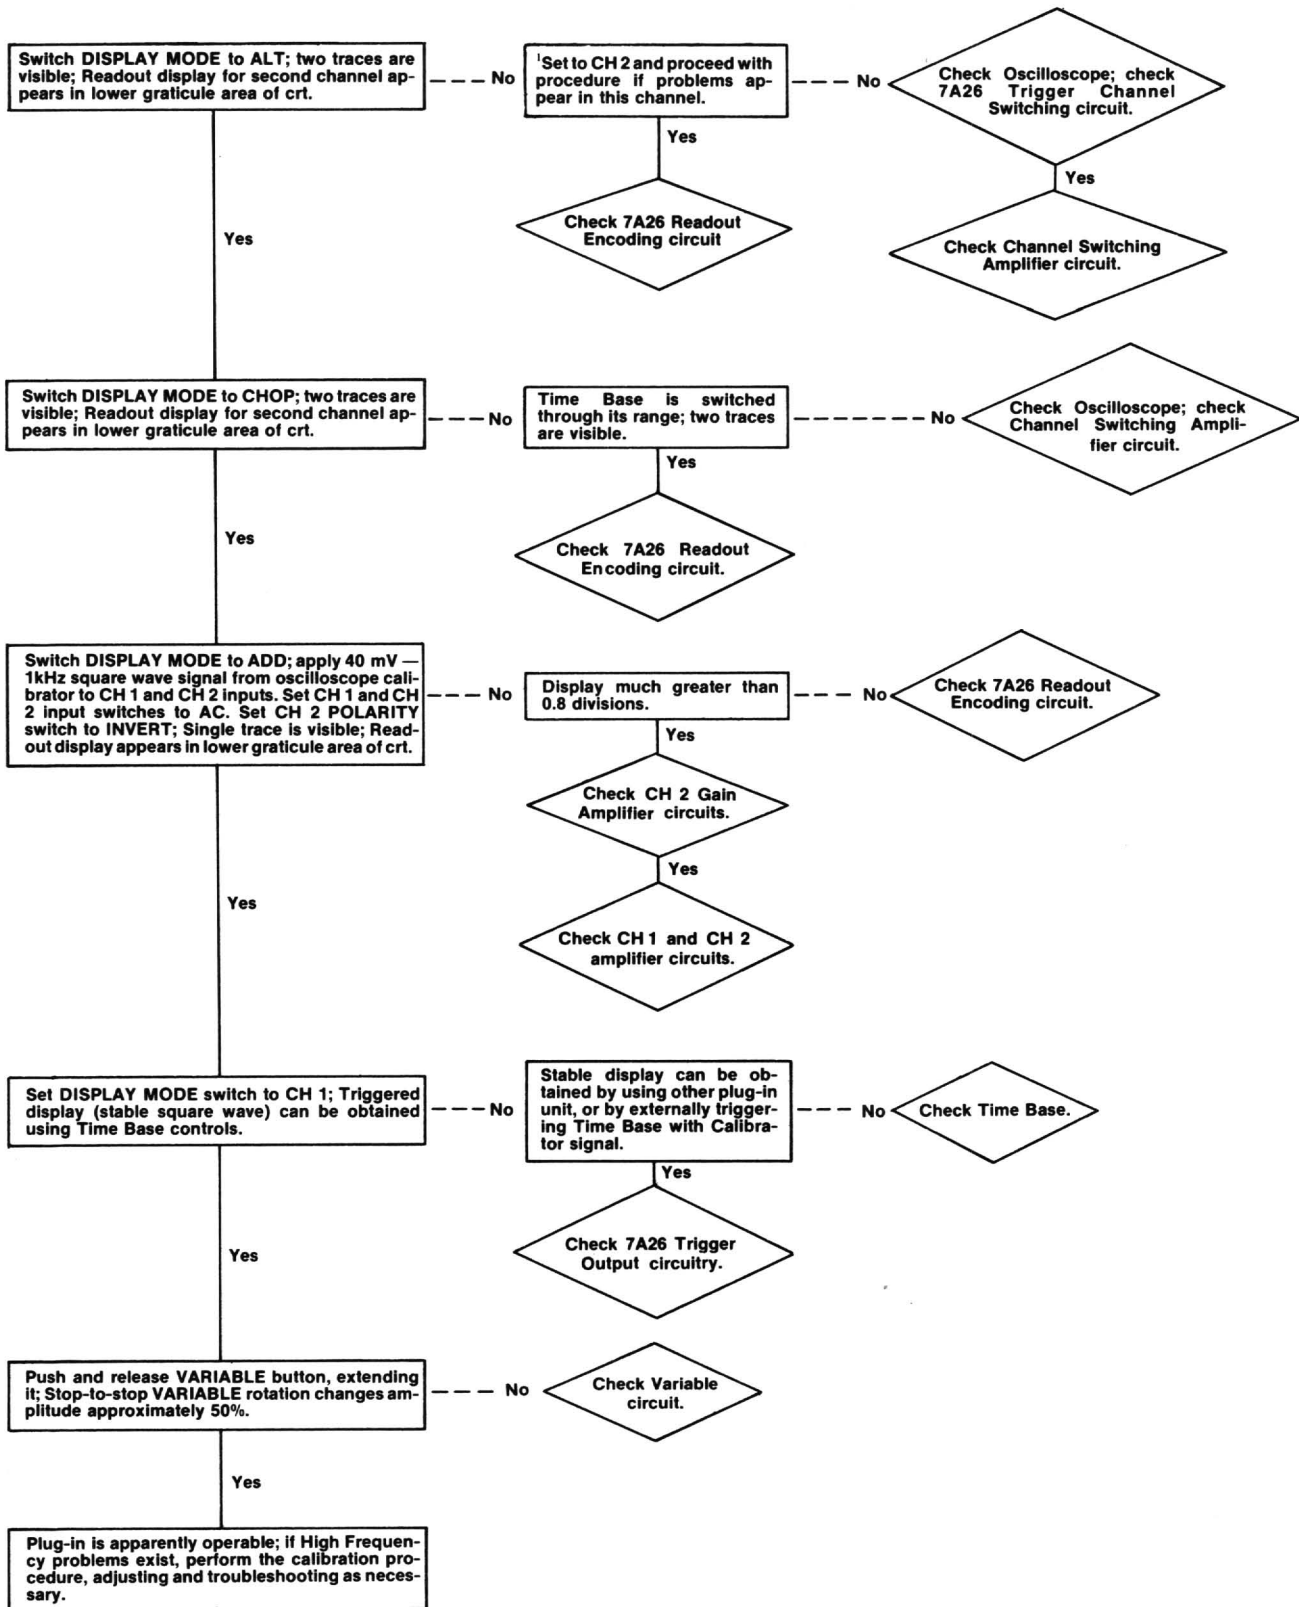 Switch DISPLAY MODE to ALT; two traces are
visible; Readout display for second channel ap-
pears in lower graticule area of crt.
No
¹Set to CH 2 and proceed with
procedure if problems ap-
pear in this channel.
No
Check Oscilloscope; check
7A26 Trigger Channel
Switching circuit.
Yes
Yes
Check 7A26 Readout
Encoding circuit
Yes
Check Channel Switching
Amplifier circuit.
Switch DISPLAY MODE to CHOP; two traces are
visible; Readout display for second channel ap-
pears in lower graticule area of crt.
No
Time Base is switched
through its range; two traces
are visible.
No
Check Oscilloscope; check
Channel Switching Ampli-
fier circuit.
Yes
Yes
Check 7A26 Readout
Encoding circuit.
Switch DISPLAY MODE to ADD; apply 40 mV —
1kHz square wave signal from oscilloscope cali-
brator to CH 1 and CH 2 inputs. Set CH 1 and CH
2 input switches to AC. Set CH 2 POLARITY
switch to INVERT; Single trace is visible; Read-
out display appears in lower graticule area of crt.
No
Display much greater than
0.8 divisions.
No
Check 7A26 Readout
Encoding circuit.
Yes
Check CH 2 Gain
Amplifier circuits.
Yes
Yes
Check CH 1 and CH 2
amplifier circuits.
Set DISPLAY MODE switch to CH 1; Triggered
display (stable square wave) can be obtained
using Time Base controls.
No
Stable display can be ob-
tained by using other plug-in
unit, or by externally trigger-
ing Time Base with Calibra-
tor signal.
No
Check Time Base.
Yes
Yes
Check 7A26 Trigger
Output circuitry.
Push and release VARIABLE button, extending
it; Stop-to-stop VARIABLE rotation changes am-
plitude approximately 50%.
No
Check Variable
circuit.
Yes
Plug-in is apparently operable; if High Frequen-
cy problems exist, perform the calibration pro-
cedure, adjusting and troubleshooting as neces-
sary.